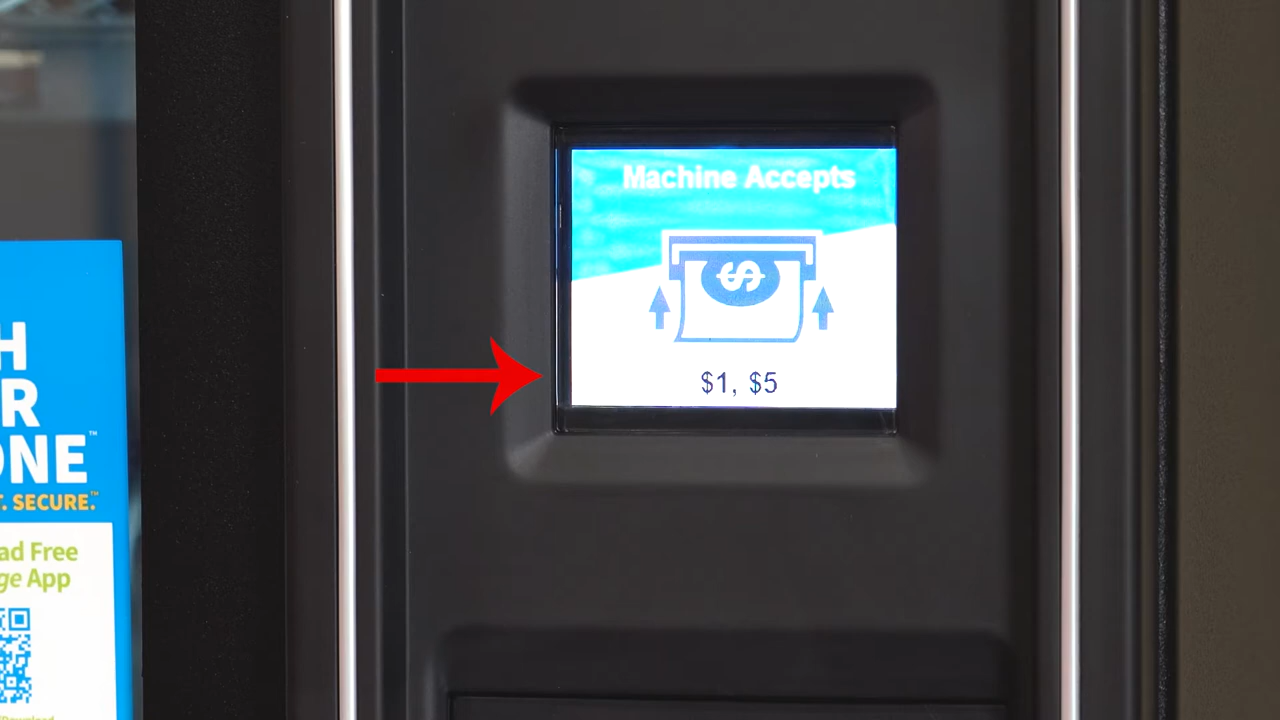 Machine Accepts
$
$1, $5
H
R
ONE™
T. SECURE.™
ad Free
ge App